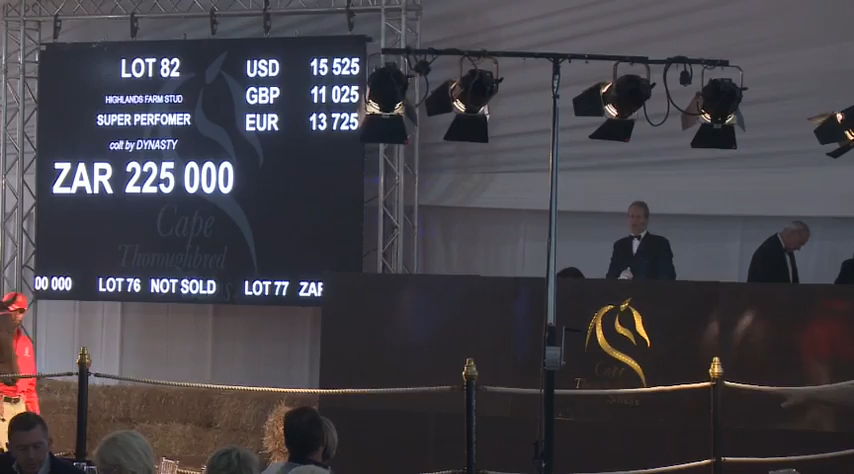 LOT 82
HIGHLANDS FARM STUD
SUPER PERFOMER
colt by DYNASTY
USD 15 525
GBP 11 025
EUR 13 725
ZAR 225 000
Cape
Thoroughbred
00 000 LOT 76 NOT SOLD LOT 77 ZAR
Cape